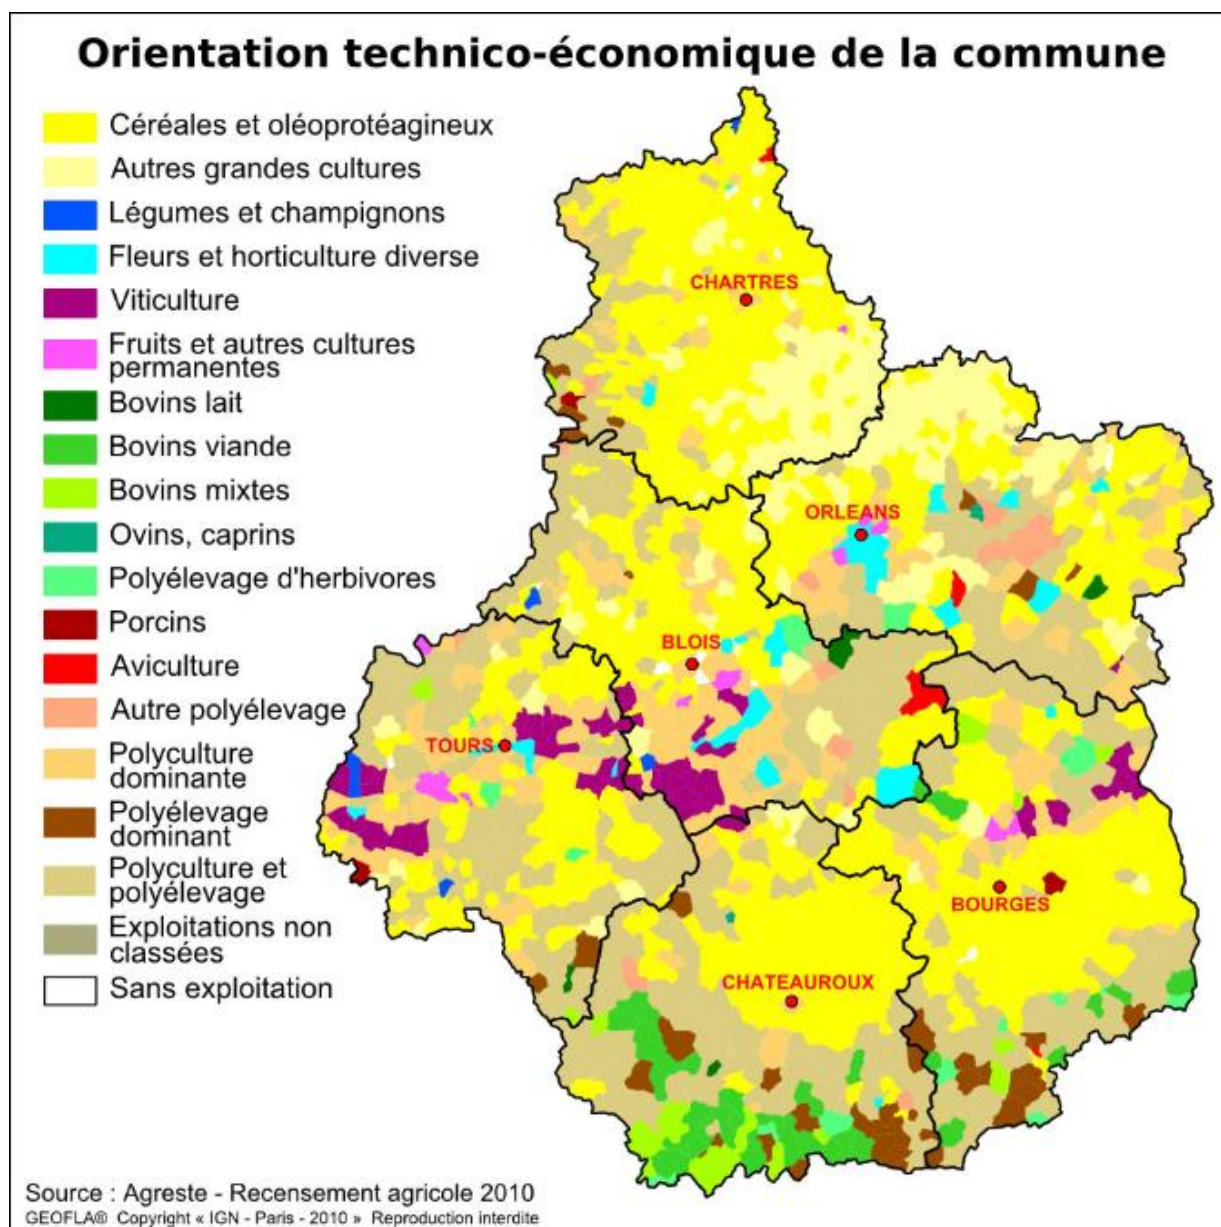 Orientation technico-économique de la commune
Céréales et oléoprotéagineux
Autres grandes cultures
Légumes et champignons
Fleurs et horticulture diverse
Viticulture
Fruits et autres cultures
permanentes
Bovins lait
Bovins viande
Bovins mixtes
Ovins, caprins
Polyélevage d'herbivores
Porcins
Aviculture
Autre polyélevage
Polyculture
dominante
Polyélevage
dominant
Polyculture et
polyélevage
Exploitations non
classées
Sans exploitation
CHARTRES
ORLEANS
BLOIS
TOURS
BOURGES
CHATEAUROUX
Source : Agreste - Recensement agricole 2010
GEOFLA® Copyright « IGN - Paris - 2010 » Reproduction interdite